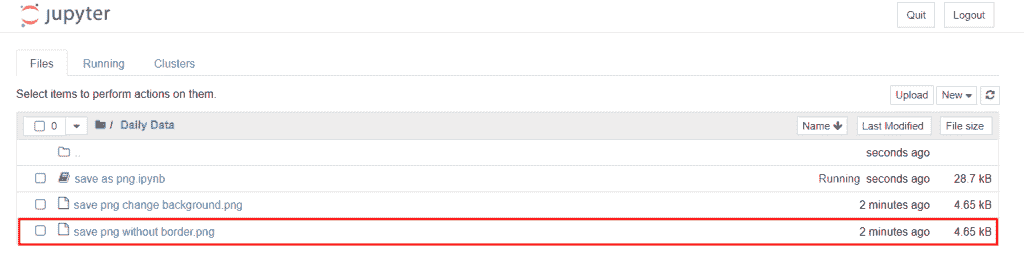 jupyter Quit Logout
Files Running Clusters
Select items to perform actions on them. Upload New
0 / Daily Data Name Last Modified File size
.. seconds ago
save as png.ipynb Running seconds ago 28.7 kB
save png change background.png 2 minutes ago 4.65 kB
save png without border.png 2 minutes ago 4.65 kB